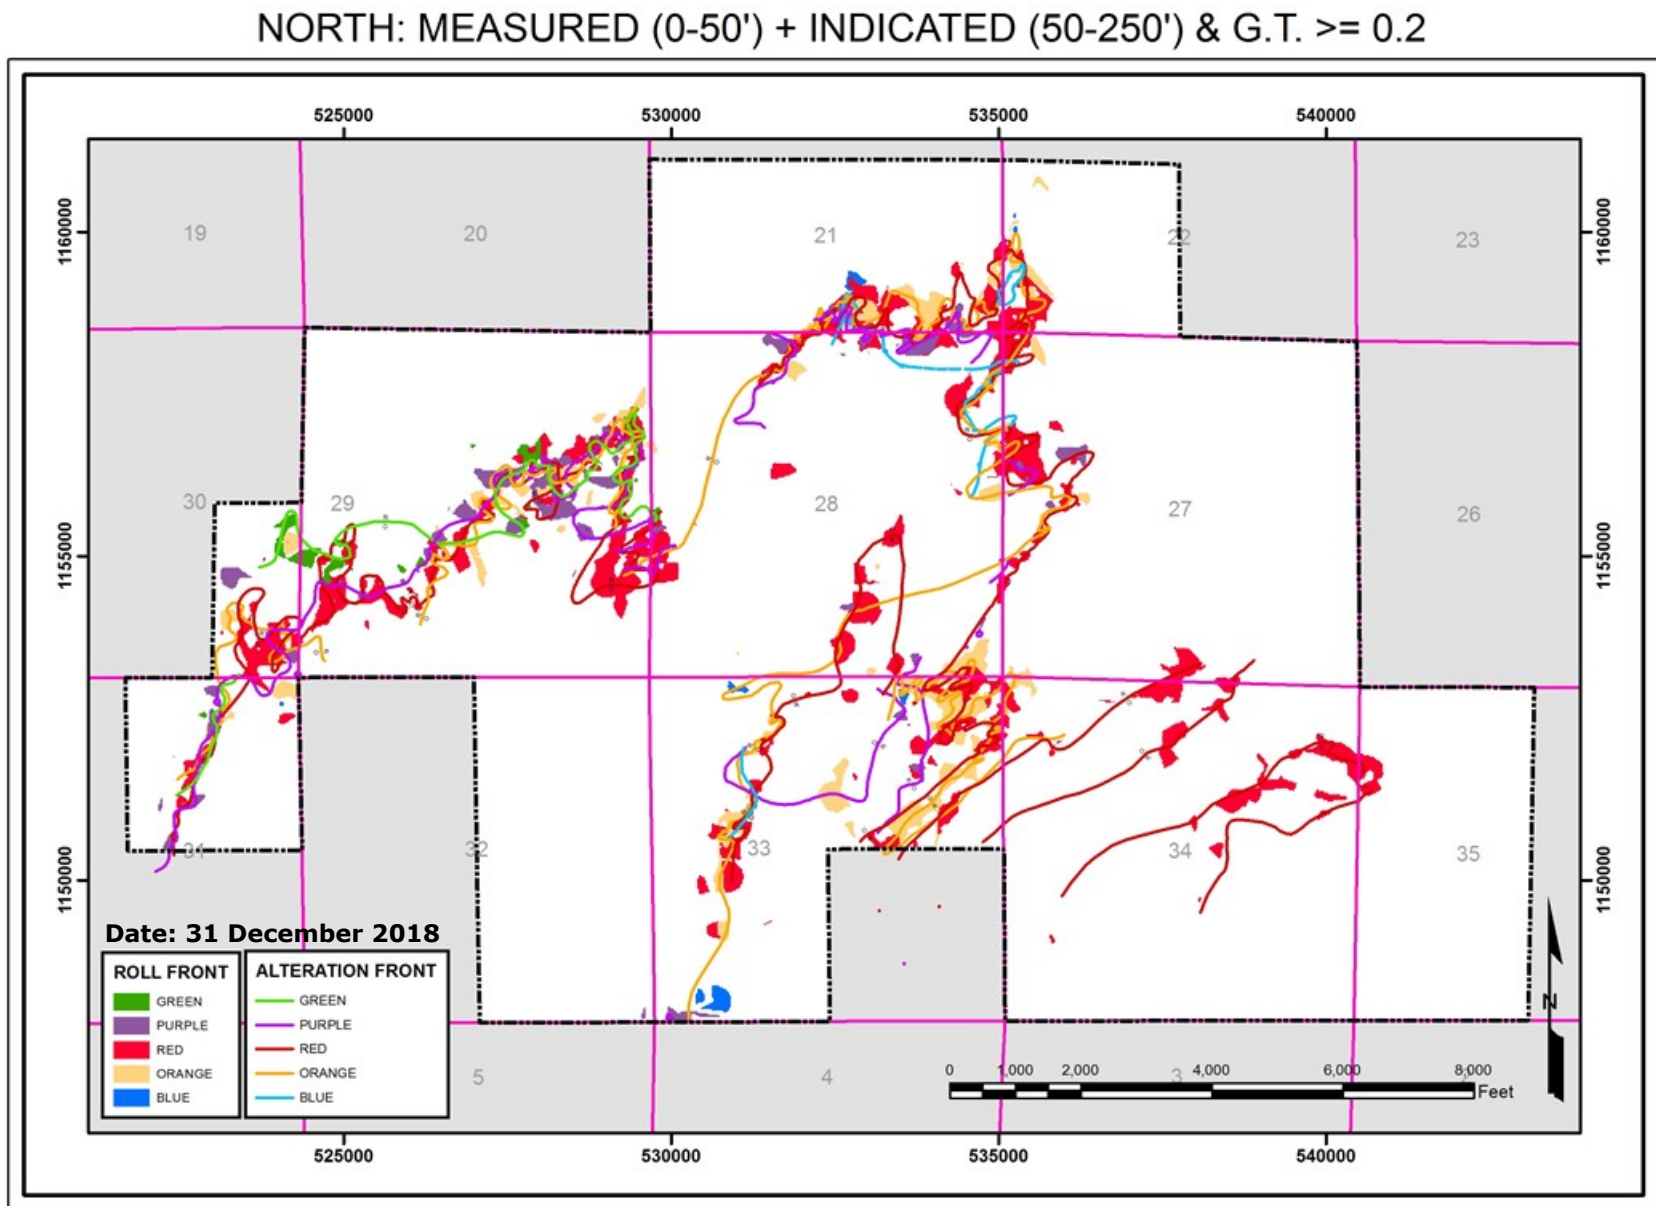 NORTH: MEASURED (0-50') + INDICATED (50-250') & G.T. >= 0.2
525000 530000 535000 540000
1160000 1160000
19 20 21 22 23
30 29 28 27 26
1155000 1155000
31 32 33 34 35
1150000 1150000
Date: 31 December 2018
ROLL FRONT
GREEN
PURPLE
RED
ORANGE
BLUE
ALTERATION FRONT
GREEN
PURPLE
RED
ORANGE
BLUE
5 4 3
0 1,000 2,000 4,000 6,000 8,000
Feet
N
525000 530000 535000 540000